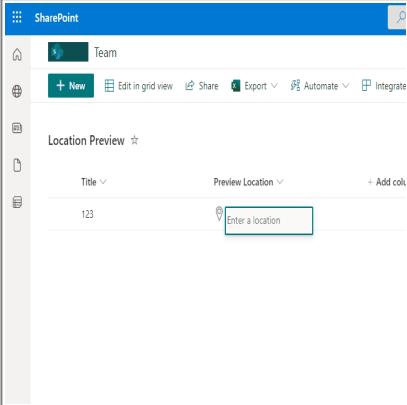 SharePoint
Team
+ New Edit in grid view Share Export Automate Integrate
Location Preview
Title Preview Location + Add colu
123 Enter a location